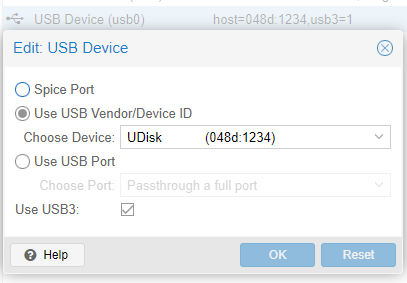 USB Device (usb0) host=048d:1234,usb3=1
Edit: USB Device
Spice Port
Use USB Vendor/Device ID
Choose Device: UDisk (048d:1234)
Use USB Port
Choose Port: Passthrough a full port
Use USB3:
Help OK Reset